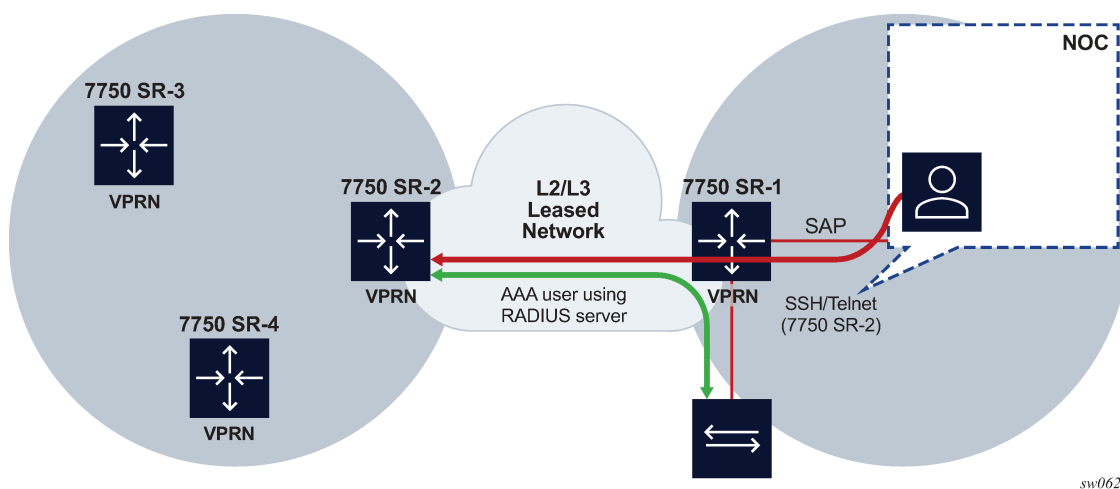 NOC
7750 SR-3
VPRN
7750 SR-2
VPRN
L2/L3
Leased
Network
7750 SR-1
VPRN
SAP
AAA user using
RADIUS server
SSH/Telnet
(7750 SR-2)
7750 SR-4
VPRN
sw062